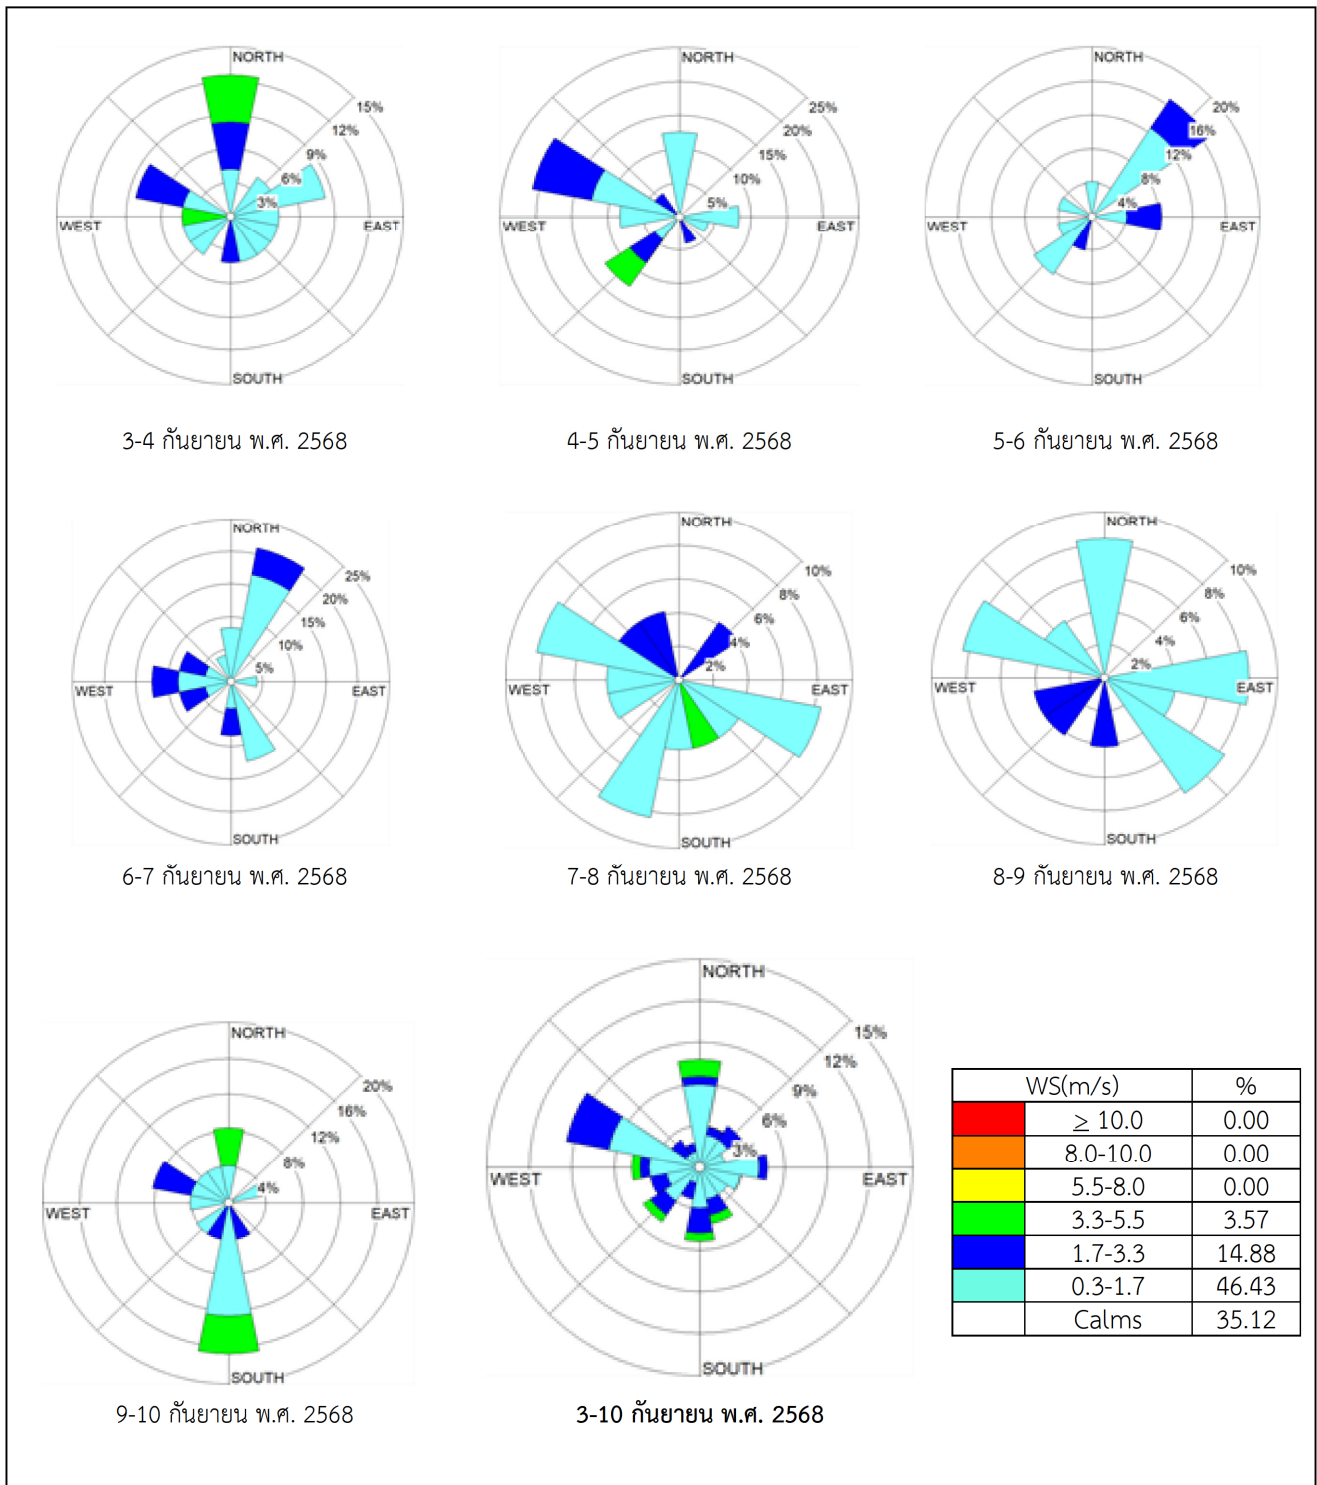 NORTH
15%
12%
9%
6%
3%
WEST
EAST
SOUTH
3-4 กันยายน พ.ศ. 2568
NORTH
25%
20%
15%
10%
5%
WEST
EAST
SOUTH
4-5 กันยายน พ.ศ. 2568
NORTH
20%
16%
12%
8%
4%
WEST
EAST
SOUTH
5-6 กันยายน พ.ศ. 2568
NORTH
25%
20%
15%
10%
5%
WEST
EAST
SOUTH
6-7 กันยายน พ.ศ. 2568
NORTH
10%
8%
6%
4%
2%
WEST
EAST
SOUTH
7-8 กันยายน พ.ศ. 2568
NORTH
10%
8%
6%
4%
2%
WEST
EAST
SOUTH
8-9 กันยายน พ.ศ. 2568
NORTH
20%
16%
12%
8%
4%
WEST
EAST
SOUTH
9-10 กันยายน พ.ศ. 2568
NORTH
15%
12%
9%
6%
3%
WEST
EAST
SOUTH
3-10 กันยายน พ.ศ. 2568
WS(m/s) %
≥ 10.0 0.00
8.0-10.0 0.00
5.5-8.0 0.00
3.3-5.5 3.57
1.7-3.3 14.88
0.3-1.7 46.43
Calms 35.12